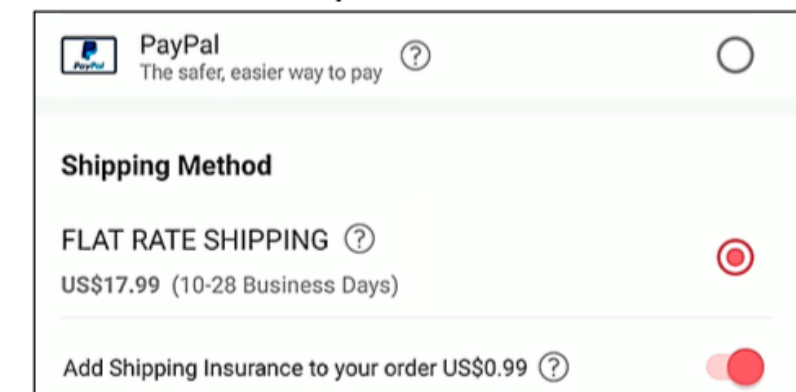 PayPal
PayPal
The safer, easier way to pay
Shipping Method
FLAT RATE SHIPPING
US$17.99 (10-28 Business Days)
Add Shipping Insurance to your order US$0.99